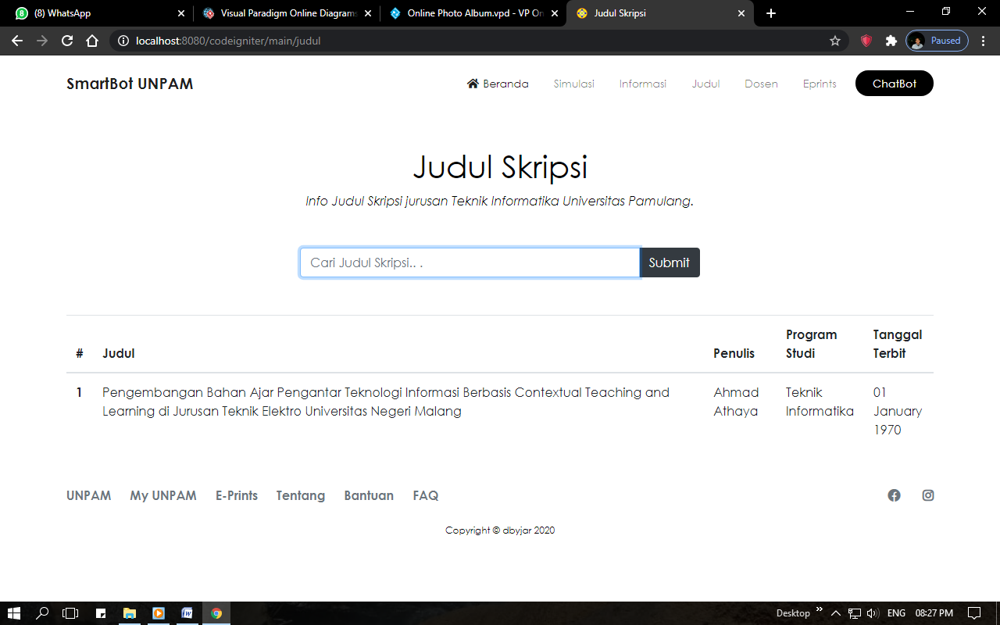 (8) WhatsApp
Visual Paradigm Online Diagrams
Online Photo Album.vpd - VP On
Judul Skripsi
localhost:8080/codeigniter/main/judul
Paused
SmartBot UNPAM
Beranda
Simulasi
Informasi
Judul
Dosen
Eprints
ChatBot
Judul Skripsi
Info Judul Skripsi jurusan Teknik Informatika Universitas Pamulang.
Cari Judul Skripsi.. .
Submit
#
Judul
Penulis
Program
Studi
Tanggal
Terbit
1
Pengembangan Bahan Ajar Pengantar Teknologi Informasi Berbasis Contextual Teaching and
Learning di Jurusan Teknik Elektro Universitas Negeri Malang
Ahmad
Athaya
Teknik
Informatika
01
January
1970
UNPAM
My UNPAM
E-Prints
Tentang
Bantuan
FAQ
Copyright © dbyjar 2020
Desktop
ENG
08:27 PM